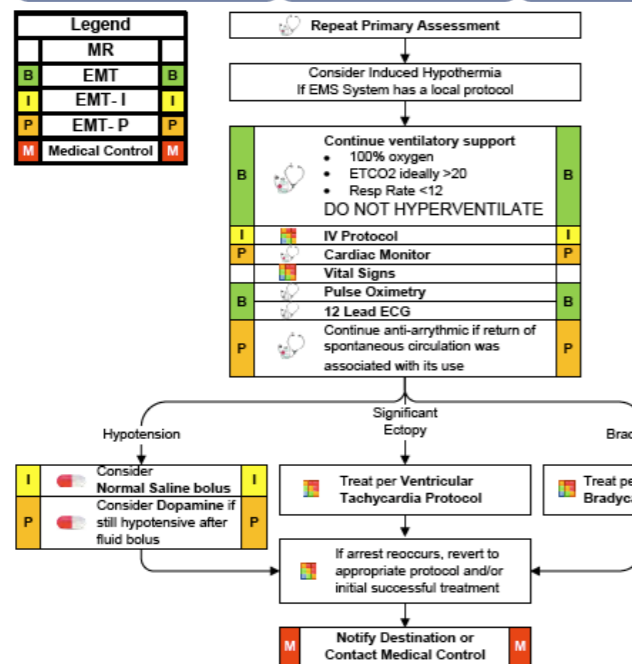 Legend
MR
B EMT B
I EMT- I I
P EMT- P P
M Medical Control M
Repeat Primary Assessment
Consider Induced Hypothermia
If EMS System has a local protocol
Continue ventilatory support
• 100% oxygen
• ETCO2 ideally >20
B B
• Resp Rate <12
DO NOT HYPERVENTILATE
I IV Protocol I
P Cardiac Monitor P
Vital Signs
Pulse Oximetry
B B
12 Lead ECG
Continue anti-arrythmic if return of
P spontaneous circulation was P
associated with its use
Hypotension
Significant
Ectopy
Brad
I Consider I
Normal Saline bolus
Consider Dopamine if
P still hypotensive after P
fluid bolus
Treat per Ventricular
Tachycardia Protocol
Treat pe
Bradyca
If arrest reoccurs, revert to
appropriate protocol and/or
initial successful treatment
M Notify Destination or M
Contact Medical Control